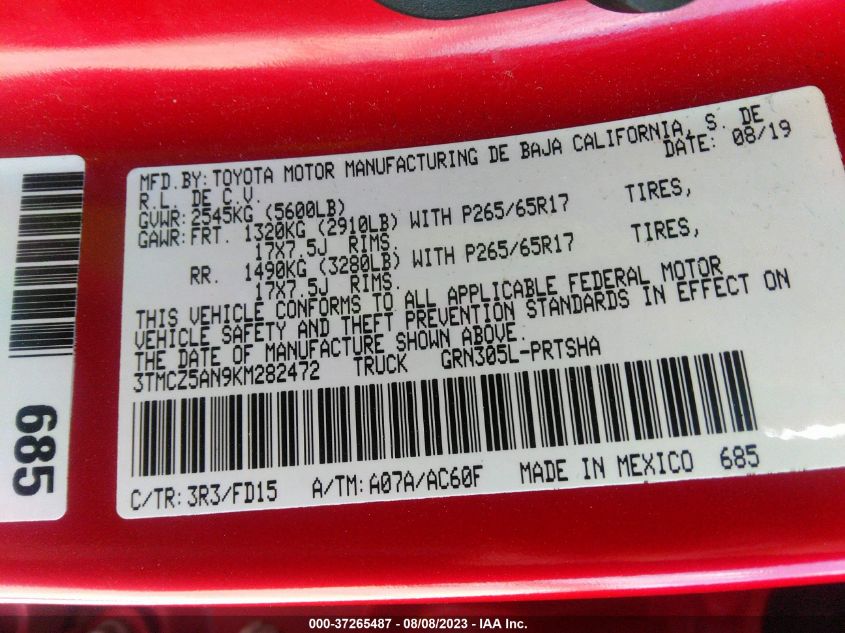 MFD.BY: TOYOTA MOTOR MANUFACTURING DE BAJA CALIFORNIA, S. DE
R.L. DE C.V. DATE: 08/19
GVWR: 2545KG (5600LB)
GAWR: FRT. 1320KG (2910LB) WITH P265/65R17 TIRES,
17X7.5J RIMS.
RR. 1490KG (3280LB) WITH P265/65R17 TIRES,
17X7.5J RIMS.
THIS VEHICLE CONFORMS TO ALL APPLICABLE FEDERAL MOTOR
VEHICLE SAFETY AND THEFT PREVENTION STANDARDS IN EFFECT ON
THE DATE OF MANUFACTURE SHOWN ABOVE.
3TMCZ5AN9KM282472 TRUCK GRN305L-PRTSHA
C/TR: 3R3/FD15 A/TM: A07A/AC60F MADE IN MEXICO 685
685
000-37265487 - 08/08/2023 - IAA Inc.